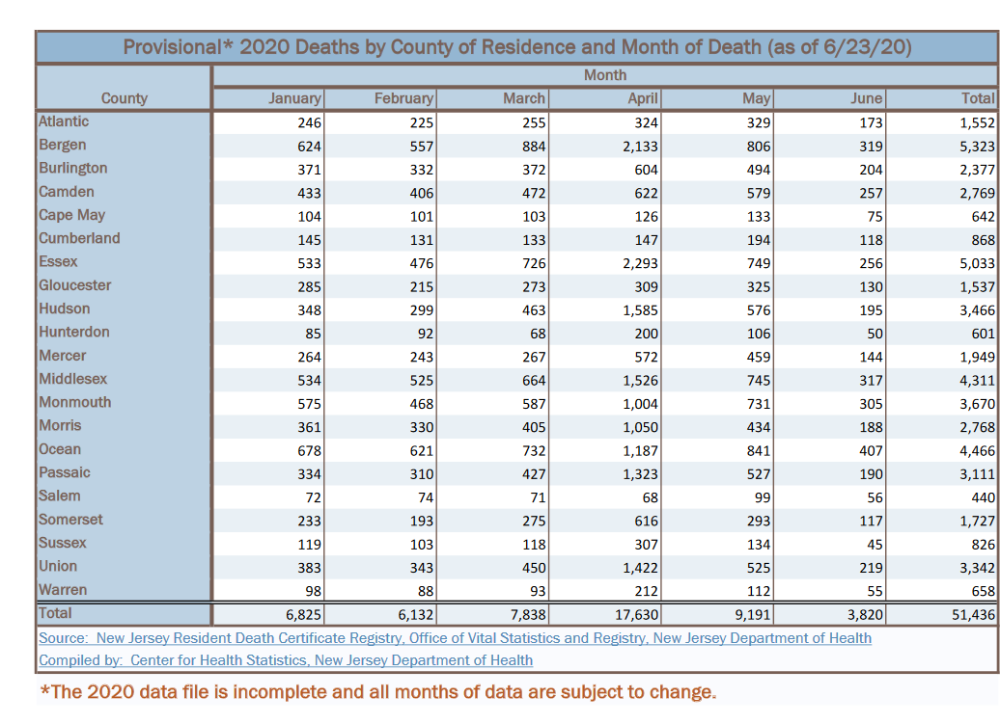 Provisional* 2020 Deaths by County of Residence and Month of Death (as of 6/23/20)
Month
County January February March April May June Total
Atlantic 246 225 255 324 329 173 1,552
Bergen 624 557 884 2,133 806 319 5,323
Burlington 371 332 372 604 494 204 2,377
Camden 433 406 472 622 579 257 2,769
Cape May 104 101 103 126 133 75 642
Cumberland 145 131 133 147 194 118 868
Essex 533 476 726 2,293 749 256 5,033
Gloucester 285 215 273 309 325 130 1,537
Hudson 348 299 463 1,585 576 195 3,466
Hunterdon 85 92 68 200 106 50 601
Mercer 264 243 267 572 459 144 1,949
Middlesex 534 525 664 1,526 745 317 4,311
Monmouth 575 468 587 1,004 731 305 3,670
Morris 361 330 405 1,050 434 188 2,768
Ocean 678 621 732 1,187 841 407 4,466
Passaic 334 310 427 1,323 527 190 3,111
Salem 72 74 71 68 99 56 440
Somerset 233 193 275 616 293 117 1,727
Sussex 119 103 118 307 134 45 826
Union 383 343 450 1,422 525 219 3,342
Warren 98 88 93 212 112 55 658
Total 6,825 6,132 7,838 17,630 9,191 3,820 51,436
Source: New Jersey Resident Death Certificate Registry, Office of Vital Statistics and Registry, New Jersey Department of Health
Compiled by: Center for Health Statistics, New Jersey Department of Health
*The 2020 data file is incomplete and all months of data are subject to change.